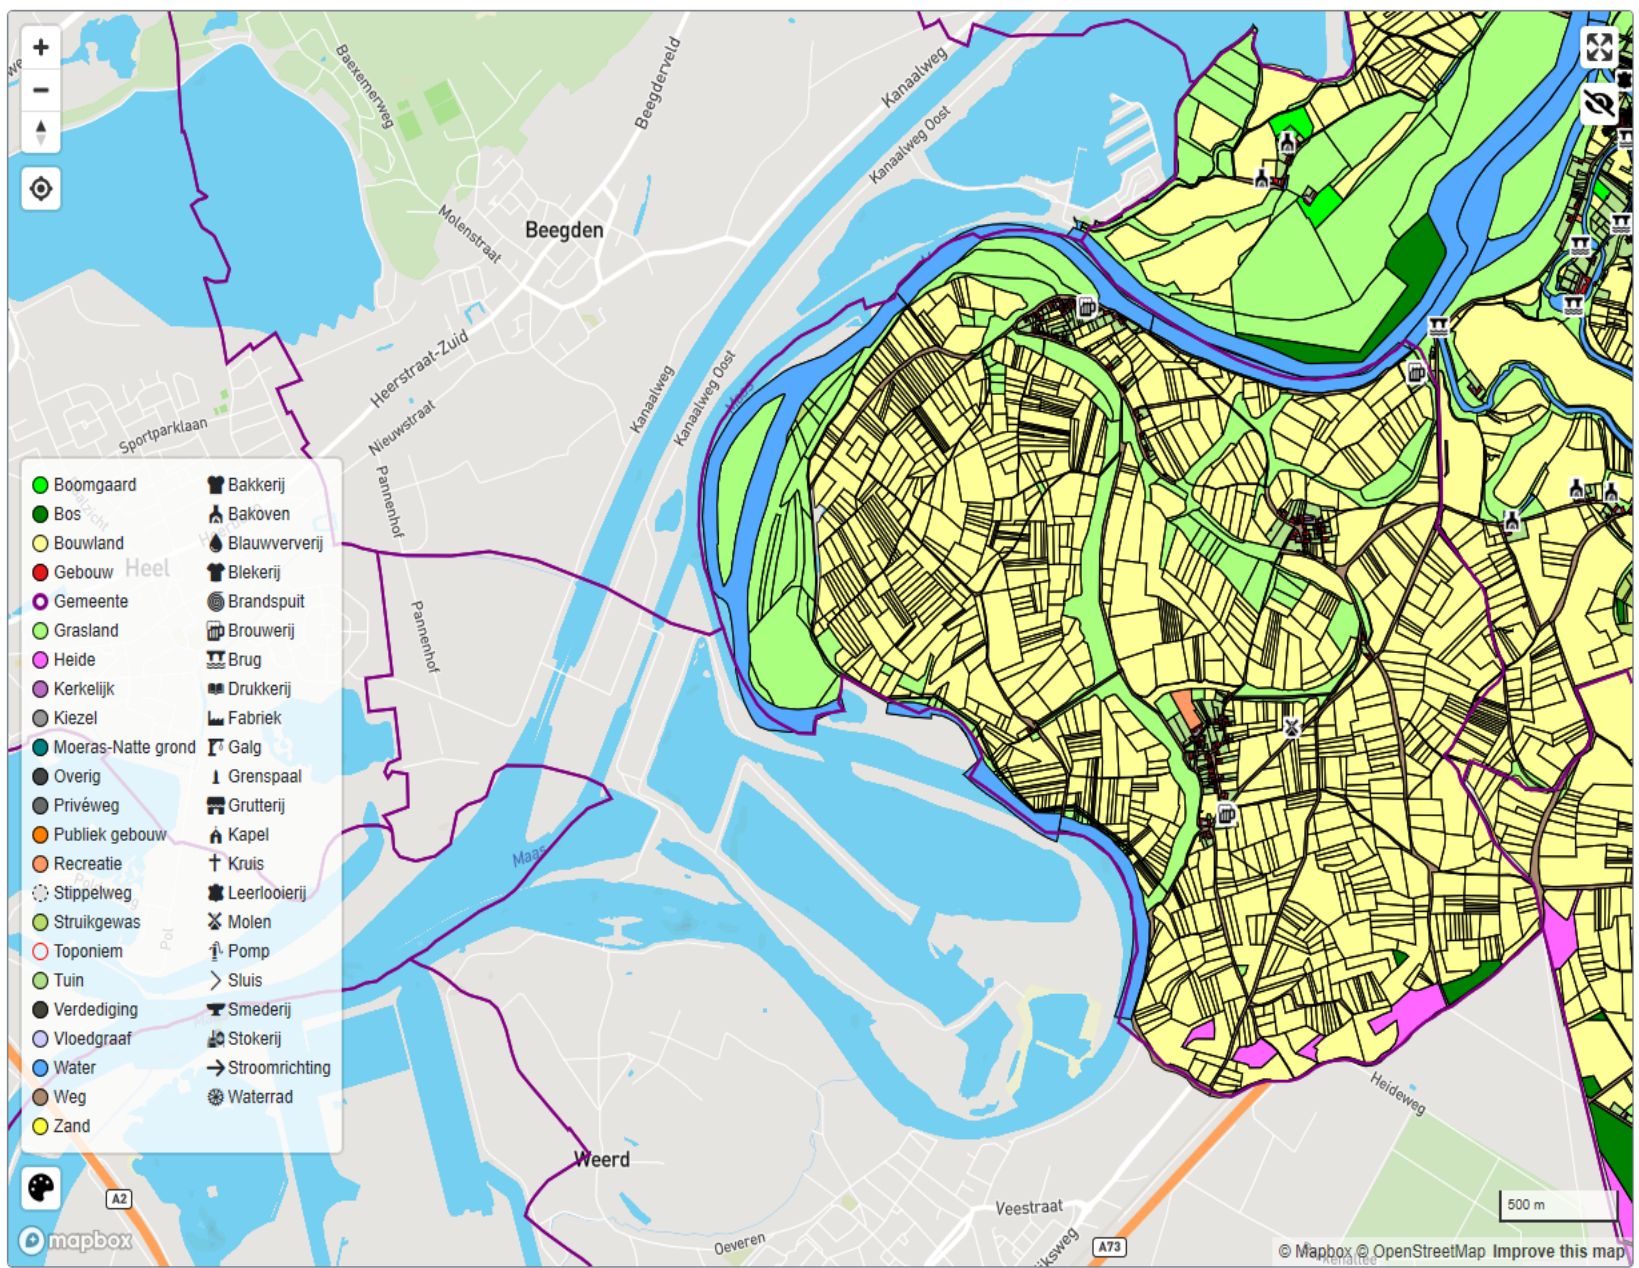 Baexemerweg
Beegderveld
Kanaalweg
Kanaalweg Oost
Molenstraat
Beegden
Heerstraat-Zuid
Nieuwstraat
Kanaalweg
Kanaalweg Oost
Maas
Sportparklaan
Pannenhof
Pannenhof
Heel
Boomgaard
Bos
Bouwland
Gebouw
Gemeente
Grasland
Heide
Kerkelijk
Kiezel
Moeras-Natte grond
Overig
Privéweg
Publiek gebouw
Recreatie
Stippelweg
Struikgewas
Toponiem
Tuin
Verdediging
Vloedgraaf
Water
Weg
Zand
Bakkerij
Bakoven
Blauwververij
Blekerij
Brandspuit
Brouwerij
Brug
Drukkerij
Fabriek
Galg
Grenspaal
Grutterij
Kapel
Kruis
Leerlooierij
Molen
Pomp
Sluis
Smederij
Stokerij
Stroomrichting
Waterrad
Maas
Pol
Heideweg
Weerd
A2
Veestraat
500 m
Oeveren
A73
mapbox
© Mapbox © OpenStreetMap Improve this map